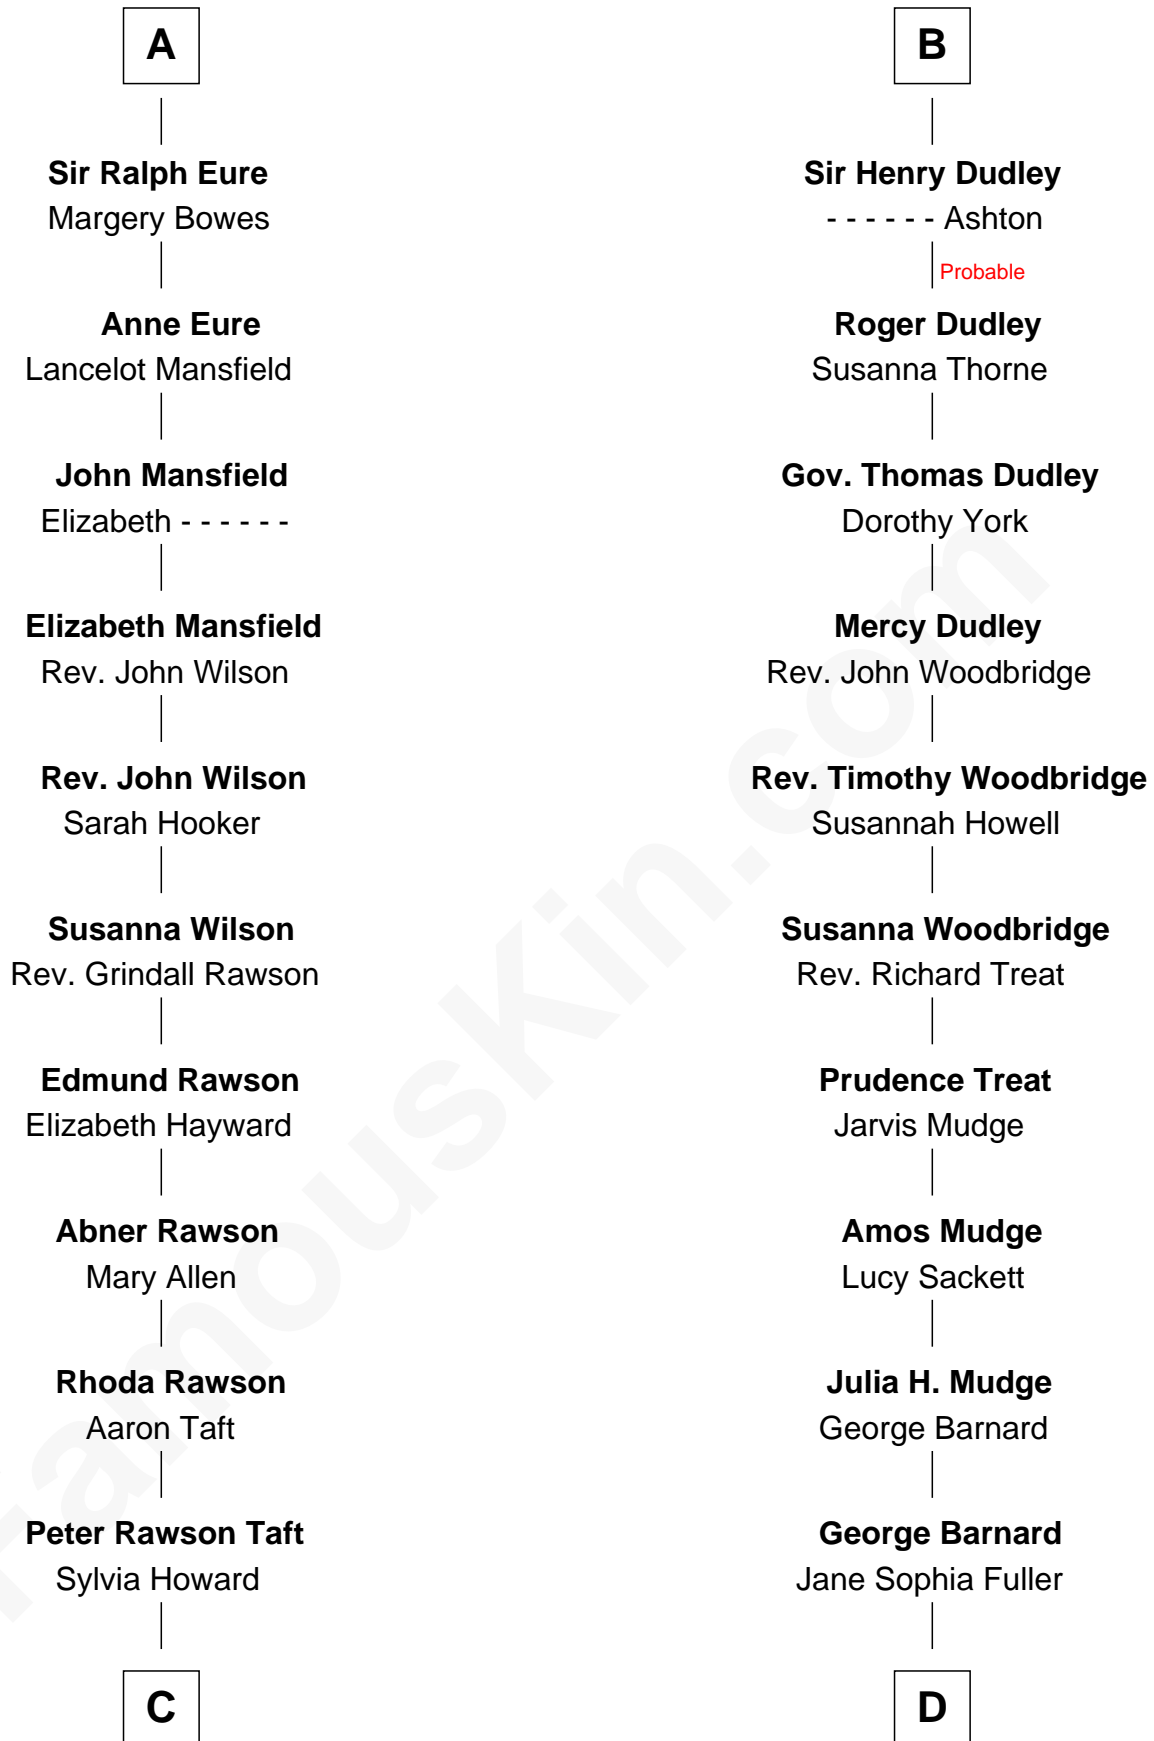 A
Sir Ralph Eure
Margery Bowes
Anne Eure
Lancelot Mansfield
John Mansfield
Elizabeth - - - - - -
Elizabeth Mansfield
Rev. John Wilson
Rev. John Wilson
Sarah Hooker
Susanna Wilson
Rev. Grindall Rawson
Edmund Rawson
Elizabeth Hayward
Abner Rawson
Mary Allen
Rhoda Rawson
Aaron Taft
Peter Rawson Taft
Sylvia Howard
C
B
Sir Henry Dudley
- - - - - - Ashton
Probable
Roger Dudley
Susanna Thorne
Gov. Thomas Dudley
Dorothy York
Mercy Dudley
Rev. John Woodbridge
Rev. Timothy Woodbridge
Susannah Howell
Susanna Woodbridge
Rev. Richard Treat
Prudence Treat
Jarvis Mudge
Amos Mudge
Lucy Sackett
Julia H. Mudge
George Barnard
George Barnard
Jane Sophia Fuller
D
FamousKin.com